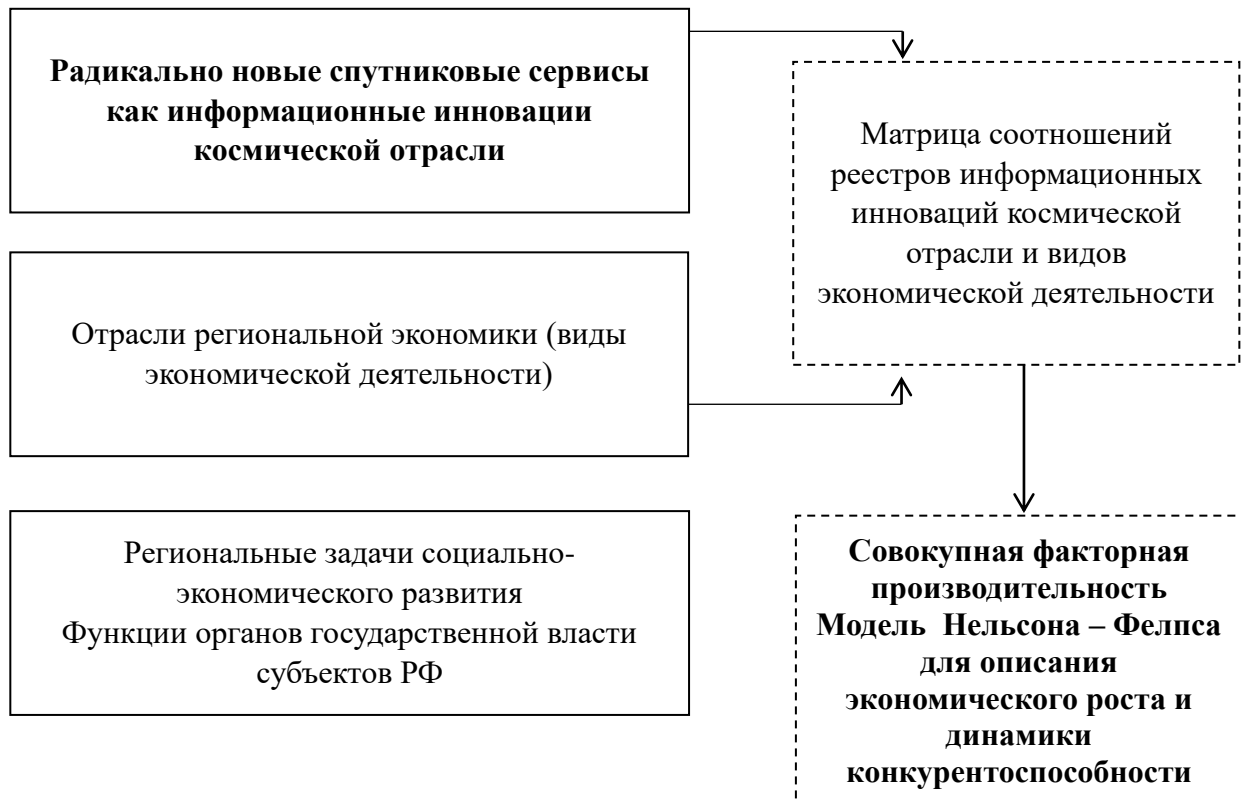 Радикально новые спутниковые сервисы
как информационные инновации
космической отрасли
Матрица соотношений
реестров информационных
инноваций космической
отрасли и видов
экономической деятельности
Отрасли региональной экономики (виды
экономической деятельности)
Региональные задачи социально-
экономического развития
Функции органов государственной власти
субъектов РФ
Совокупная факторная
производительность
Модель Нельсона – Фелпса
для описания
экономического роста и
динамики
конкурентоспособности